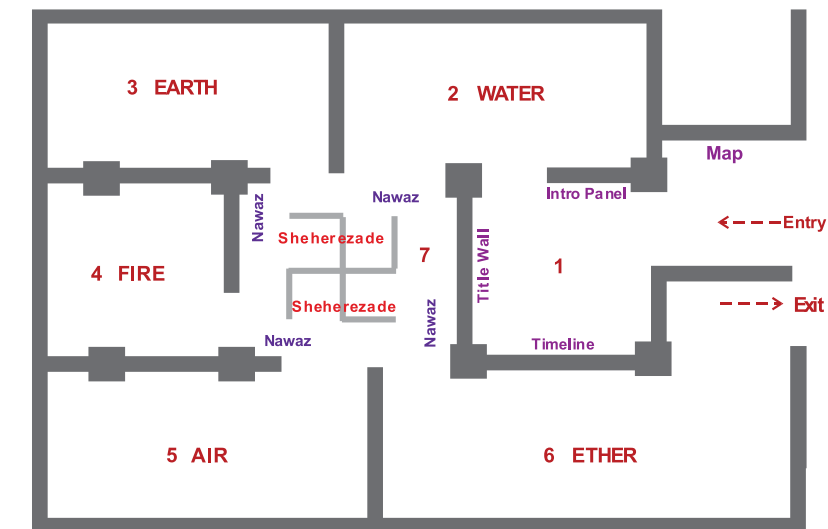 3 EARTH
2 WATER
Map
Intro Panel
Nawaz
Nawaz
Entry
Sheherezade
7
Title Wall
1
4 FIRE
Exit
Sheherezade
Nawaz
Nawaz
Timeline
5 AIR
6 ETHER